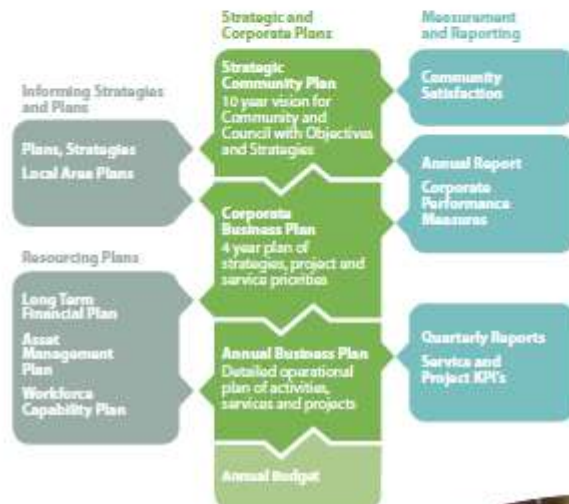 Informing Strategies
and Plans
Plans, Strategies
Local Area Plans
Resourcing Plans
Long Term
Financial Plan
Asset
Management
Plan
Workforce
Capability Plan
Strategic and
Corporate Plans
Strategic
Community Plan
10 year vision for
Community and
Council with Objectives
and Strategies
Corporate
Business Plan
4 year plan of
strategies, project and
service priorities
Annual Business Plan
Detailed operational
plan of activities,
services and projects
Annual Budget
Measurement
and Reporting
Community
Satisfaction
Annual Report
Corporate
Performance
Measures
Quarterly Reports
Service and
Project KPI's